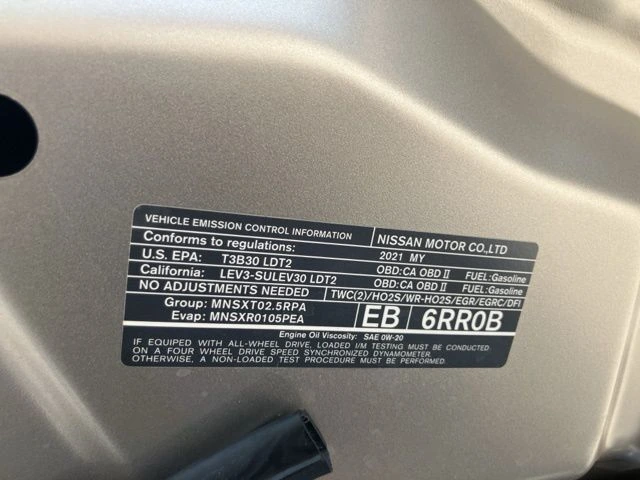 VEHICLE EMISSION CONTROL INFORMATION NISSAN MOTOR CO.,LTD
Conforms to regulations: 2021 MY
U.S. EPA: T3B30 LDT2 OBD:CA OBD II FUEL:Gasoline
California: LEV3-SULEV30 LDT2 OBD:CA OBD II FUEL:Gasoline
NO ADJUSTMENTS NEEDED TWC(2)/HO2S/WR-HO2S/EGR/EGRC/DFI
Group: MNSXT02.5RPA
Evap: MNSXR0105PEA EB 6RR0B
Engine Oil Viscosity: SAE 0W-20
IF EQUIPPED WITH ALL-WHEEL DRIVE, LOADED I/M TESTING MUST BE CONDUCTED
ON A FOUR WHEEL DRIVE SPEED SYNCHRONIZED DYNAMOMETER.
OTHERWISE, A NON-LOADED TEST PROCEDURE MUST BE PERFORMED.